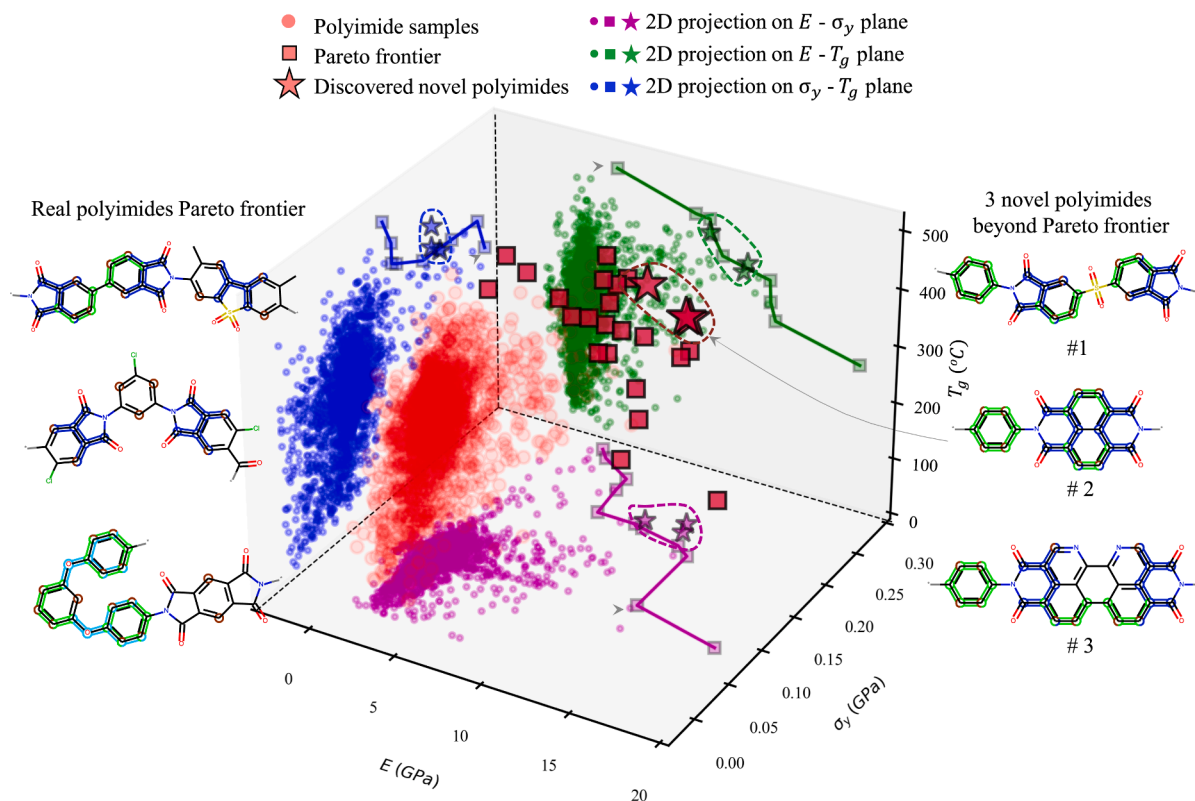 Polyimide samples
Pareto frontier
Discovered novel polyimides
2D projection on E - σy plane
2D projection on E - Tg plane
2D projection on σy - Tg plane
Real polyimides Pareto frontier
3 novel polyimides
beyond Pareto frontier
#1
# 2
# 3
500
400
300
200
100
0
Tg (°C)
0.30
0.25
0.20
0.15
0.10
0.05
0.00
σy (GPa)
0
5
10
15
20
E (GPa)